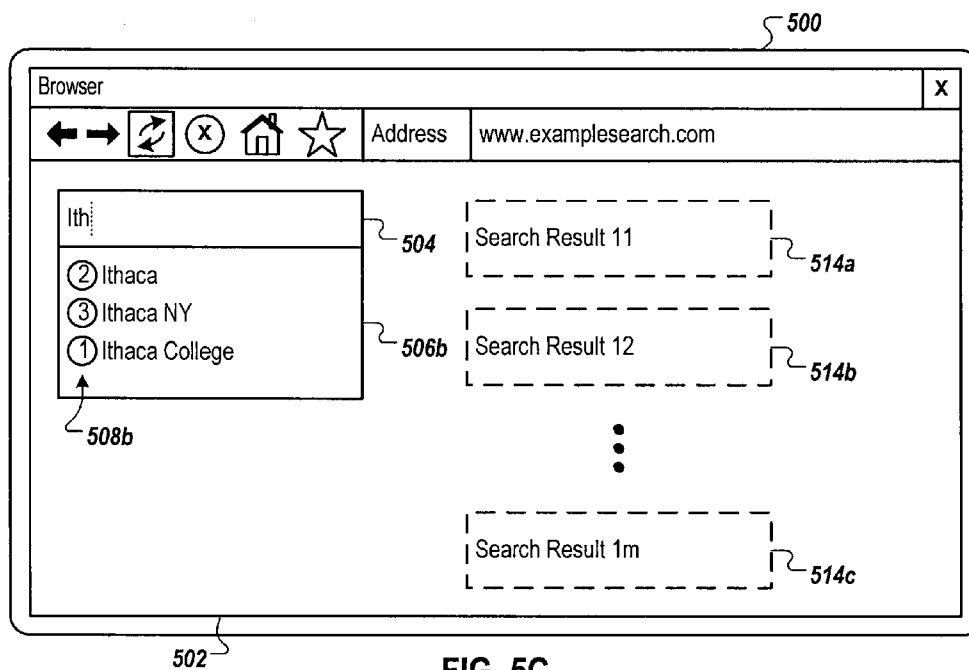 500
Browser
X
X
Address
www.examplesearch.com
Ith
504
2 Ithaca
3 Ithaca NY
1 Ithaca College
506b
508b
Search Result 11
514a
Search Result 12
514b
Search Result 1m
514c
502
FIG. 5C